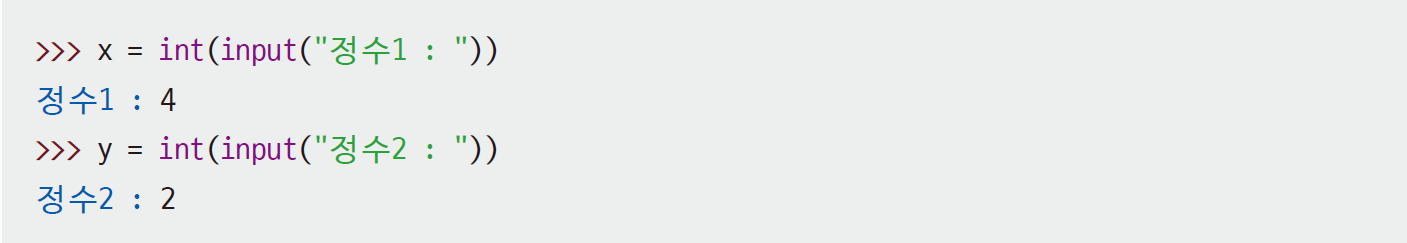 >>> x = int(input("정수1 : "))
정수1 : 4
>>> y = int(input("정수2 : "))
정수2 : 2